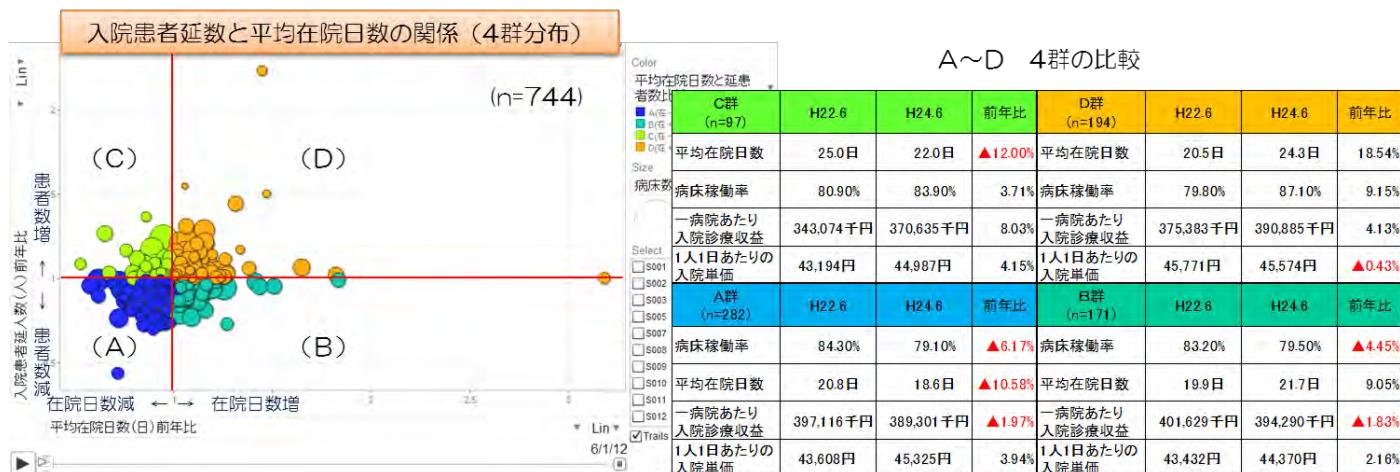 入院患者延数と平均在院日数の関係（4群分布）
Lin
2
(n=744)
（C）
（D）
患者数増
↑
1
↓
患者数減
入院患者延人数(人)前年比
（A）
（B）
在院日数減 ← → 在院日数増
2
2.5
3
平均在院日数(日)前年比
Lin
6/1/12
Color
平均在院日数と延患
者数比
Size
病床数
Select
S001
S002
S003
S005
S007
S008
S009
S010
S011
S012
Trails
A～D　4群の比較
C群 (n=97) H22.6 H24.6 前年比 D群 (n=194) H22.6 H24.6 前年比
平均在院日数 25.0日 22.0日 ▲12.00% 平均在院日数 20.5日 24.3日 18.54%
病床稼働率 80.90% 83.90% 3.71% 病床稼働率 79.80% 87.10% 9.15%
一病院あたり入院診療収益 343,074千円 370,635千円 8.03% 一病院あたり入院診療収益 375,383千円 390,885千円 4.13%
1人1日あたりの入院単価 43,194円 44,987円 4.15% 1人1日あたりの入院単価 45,771円 45,574円 ▲0.43%
A群 (n=282) H22.6 H24.6 前年比 B群 (n=171) H22.6 H24.6 前年比
病床稼働率 84.30% 79.10% ▲6.17% 病床稼働率 83.20% 79.50% ▲4.45%
平均在院日数 20.8日 18.6日 ▲10.58% 平均在院日数 19.9日 21.7日 9.05%
一病院あたり入院診療収益 397,116千円 389,301千円 ▲1.97% 一病院あたり入院診療収益 401,629千円 394,290千円 ▲1.83%
1人1日あたりの入院単価 43,608円 45,325円 3.94% 1人1日あたりの入院単価 43,432円 44,370円 2.16%